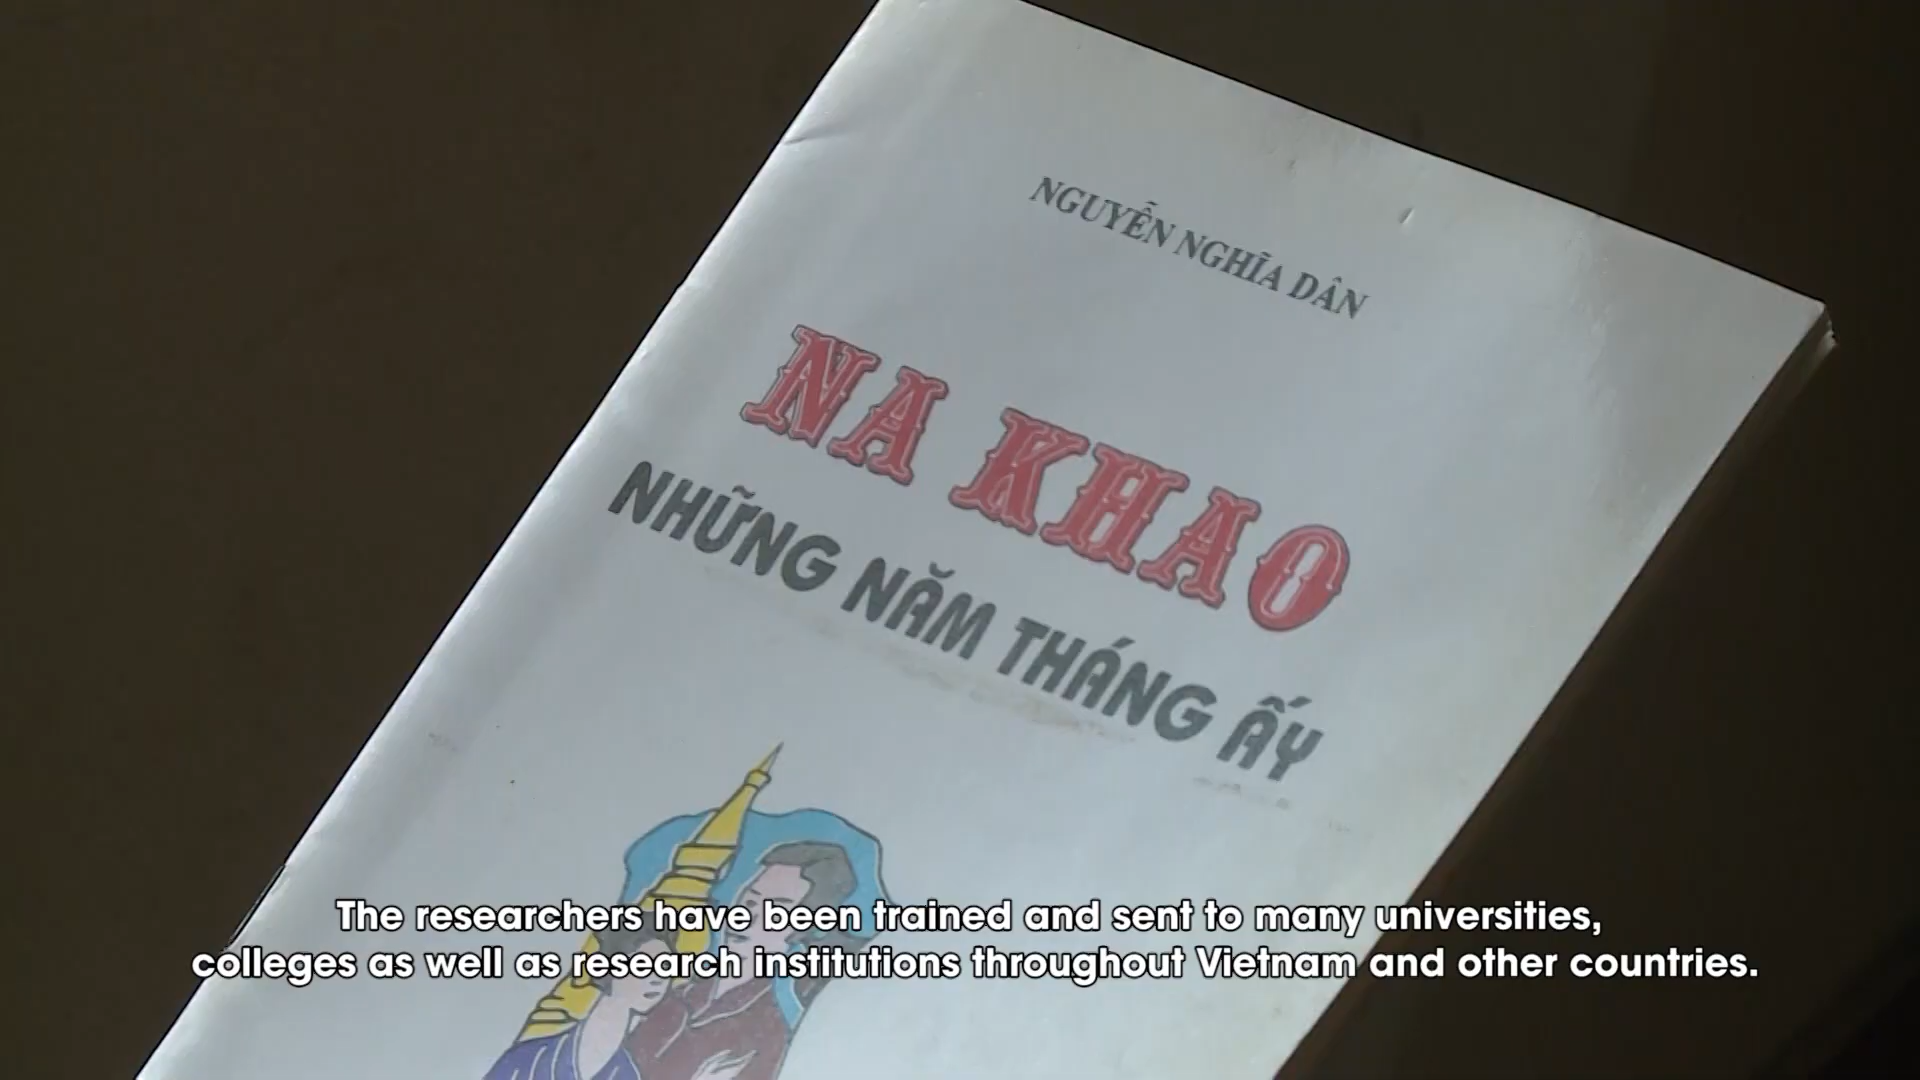 NGUYỄN NGHĨA DÂN
NA KHAO
NHỮNG NĂM THÁNG ẤY
The researchers have been trained and sent to many universities,
colleges as well as research institutions throughout Vietnam and other countries.